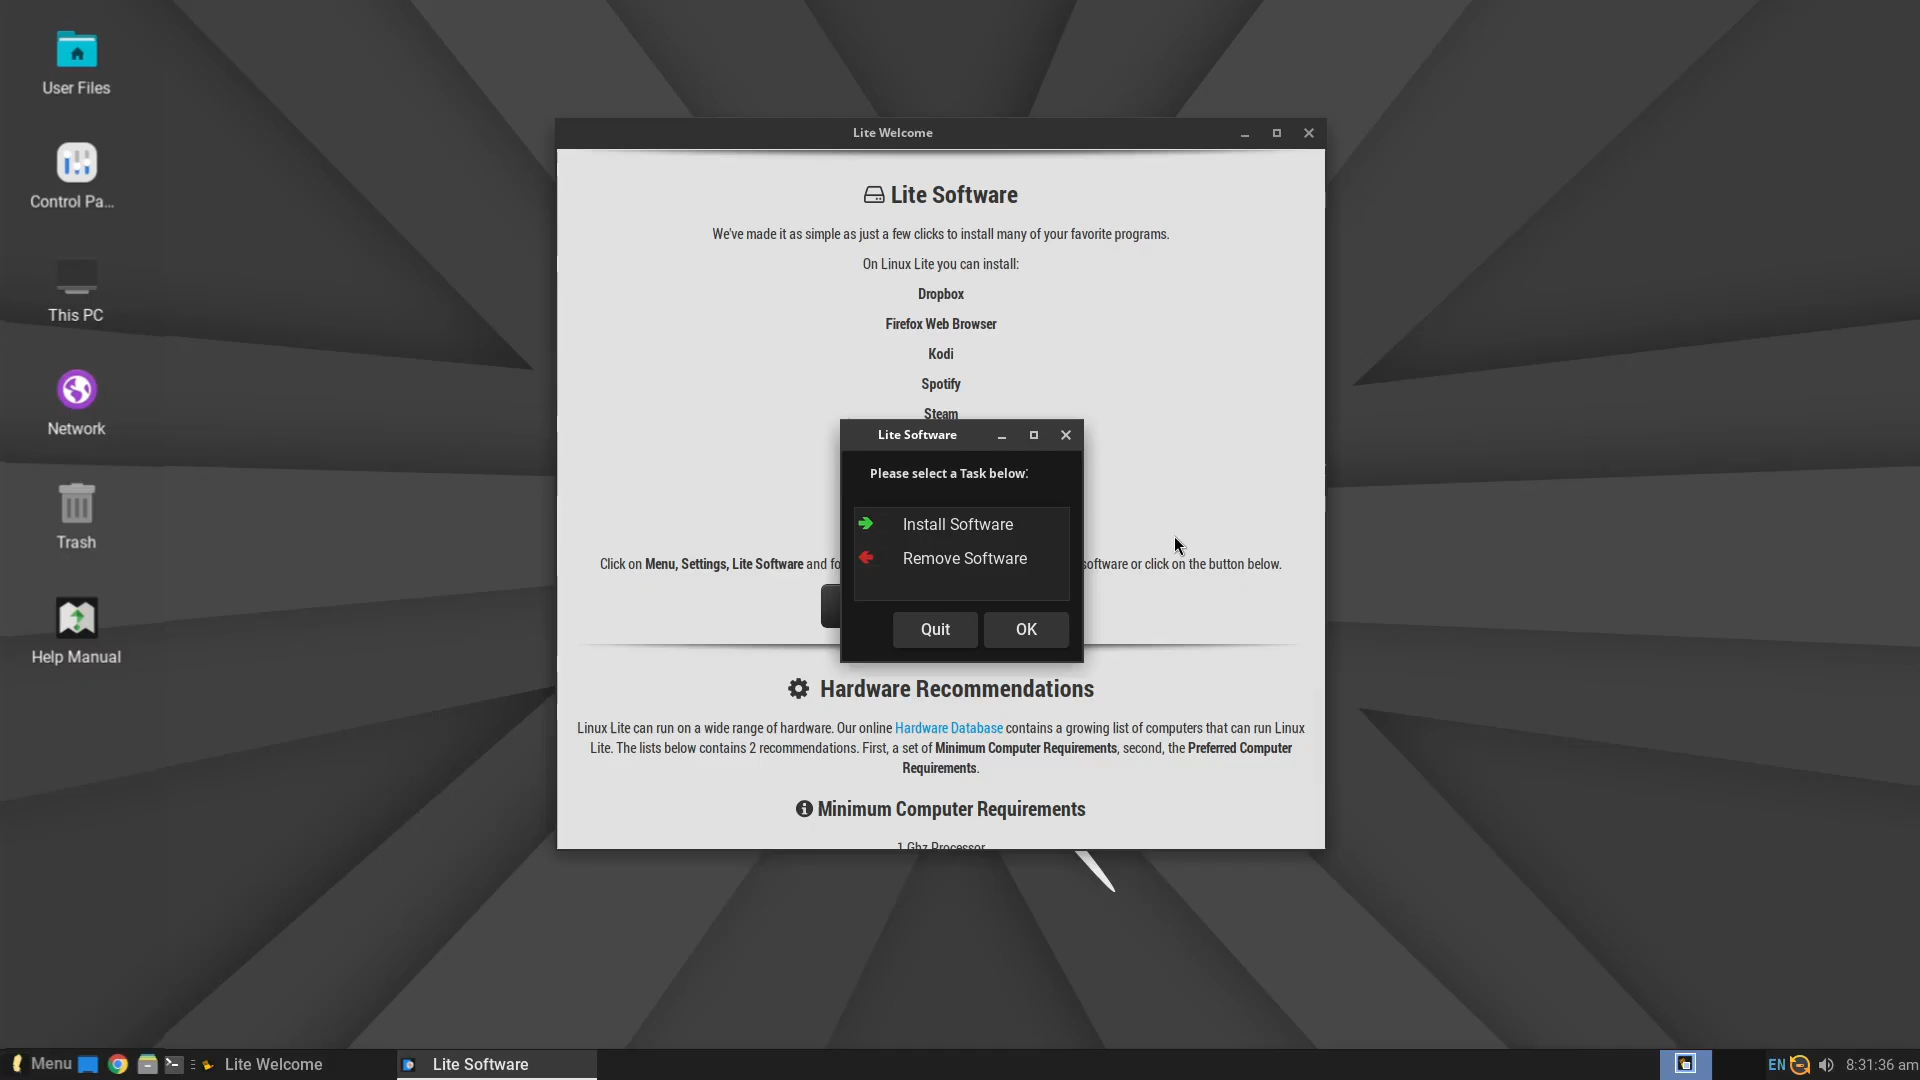 User Files
Control Pa...
This PC
Network
Trash
Help Manual
Lite Welcome
Lite Software
We've made it as simple as just a few clicks to install many of your favorite programs.
On Linux Lite you can install:
Dropbox
Firefox Web Browser
Kodi
Spotify
Steam
Click on Menu, Settings, Lite Software and fo
software or click on the button below.
Lite Software
Please select a Task below:
Install Software
Remove Software
Quit
OK
Hardware Recommendations
Linux Lite can run on a wide range of hardware. Our online Hardware Database contains a growing list of computers that can run Linux
Lite. The lists below contains 2 recommendations. First, a set of Minimum Computer Requirements, second, the Preferred Computer
Requirements.
Minimum Computer Requirements
1 Ghz Processor
Menu
Lite Welcome
Lite Software
EN
8:31:36 am